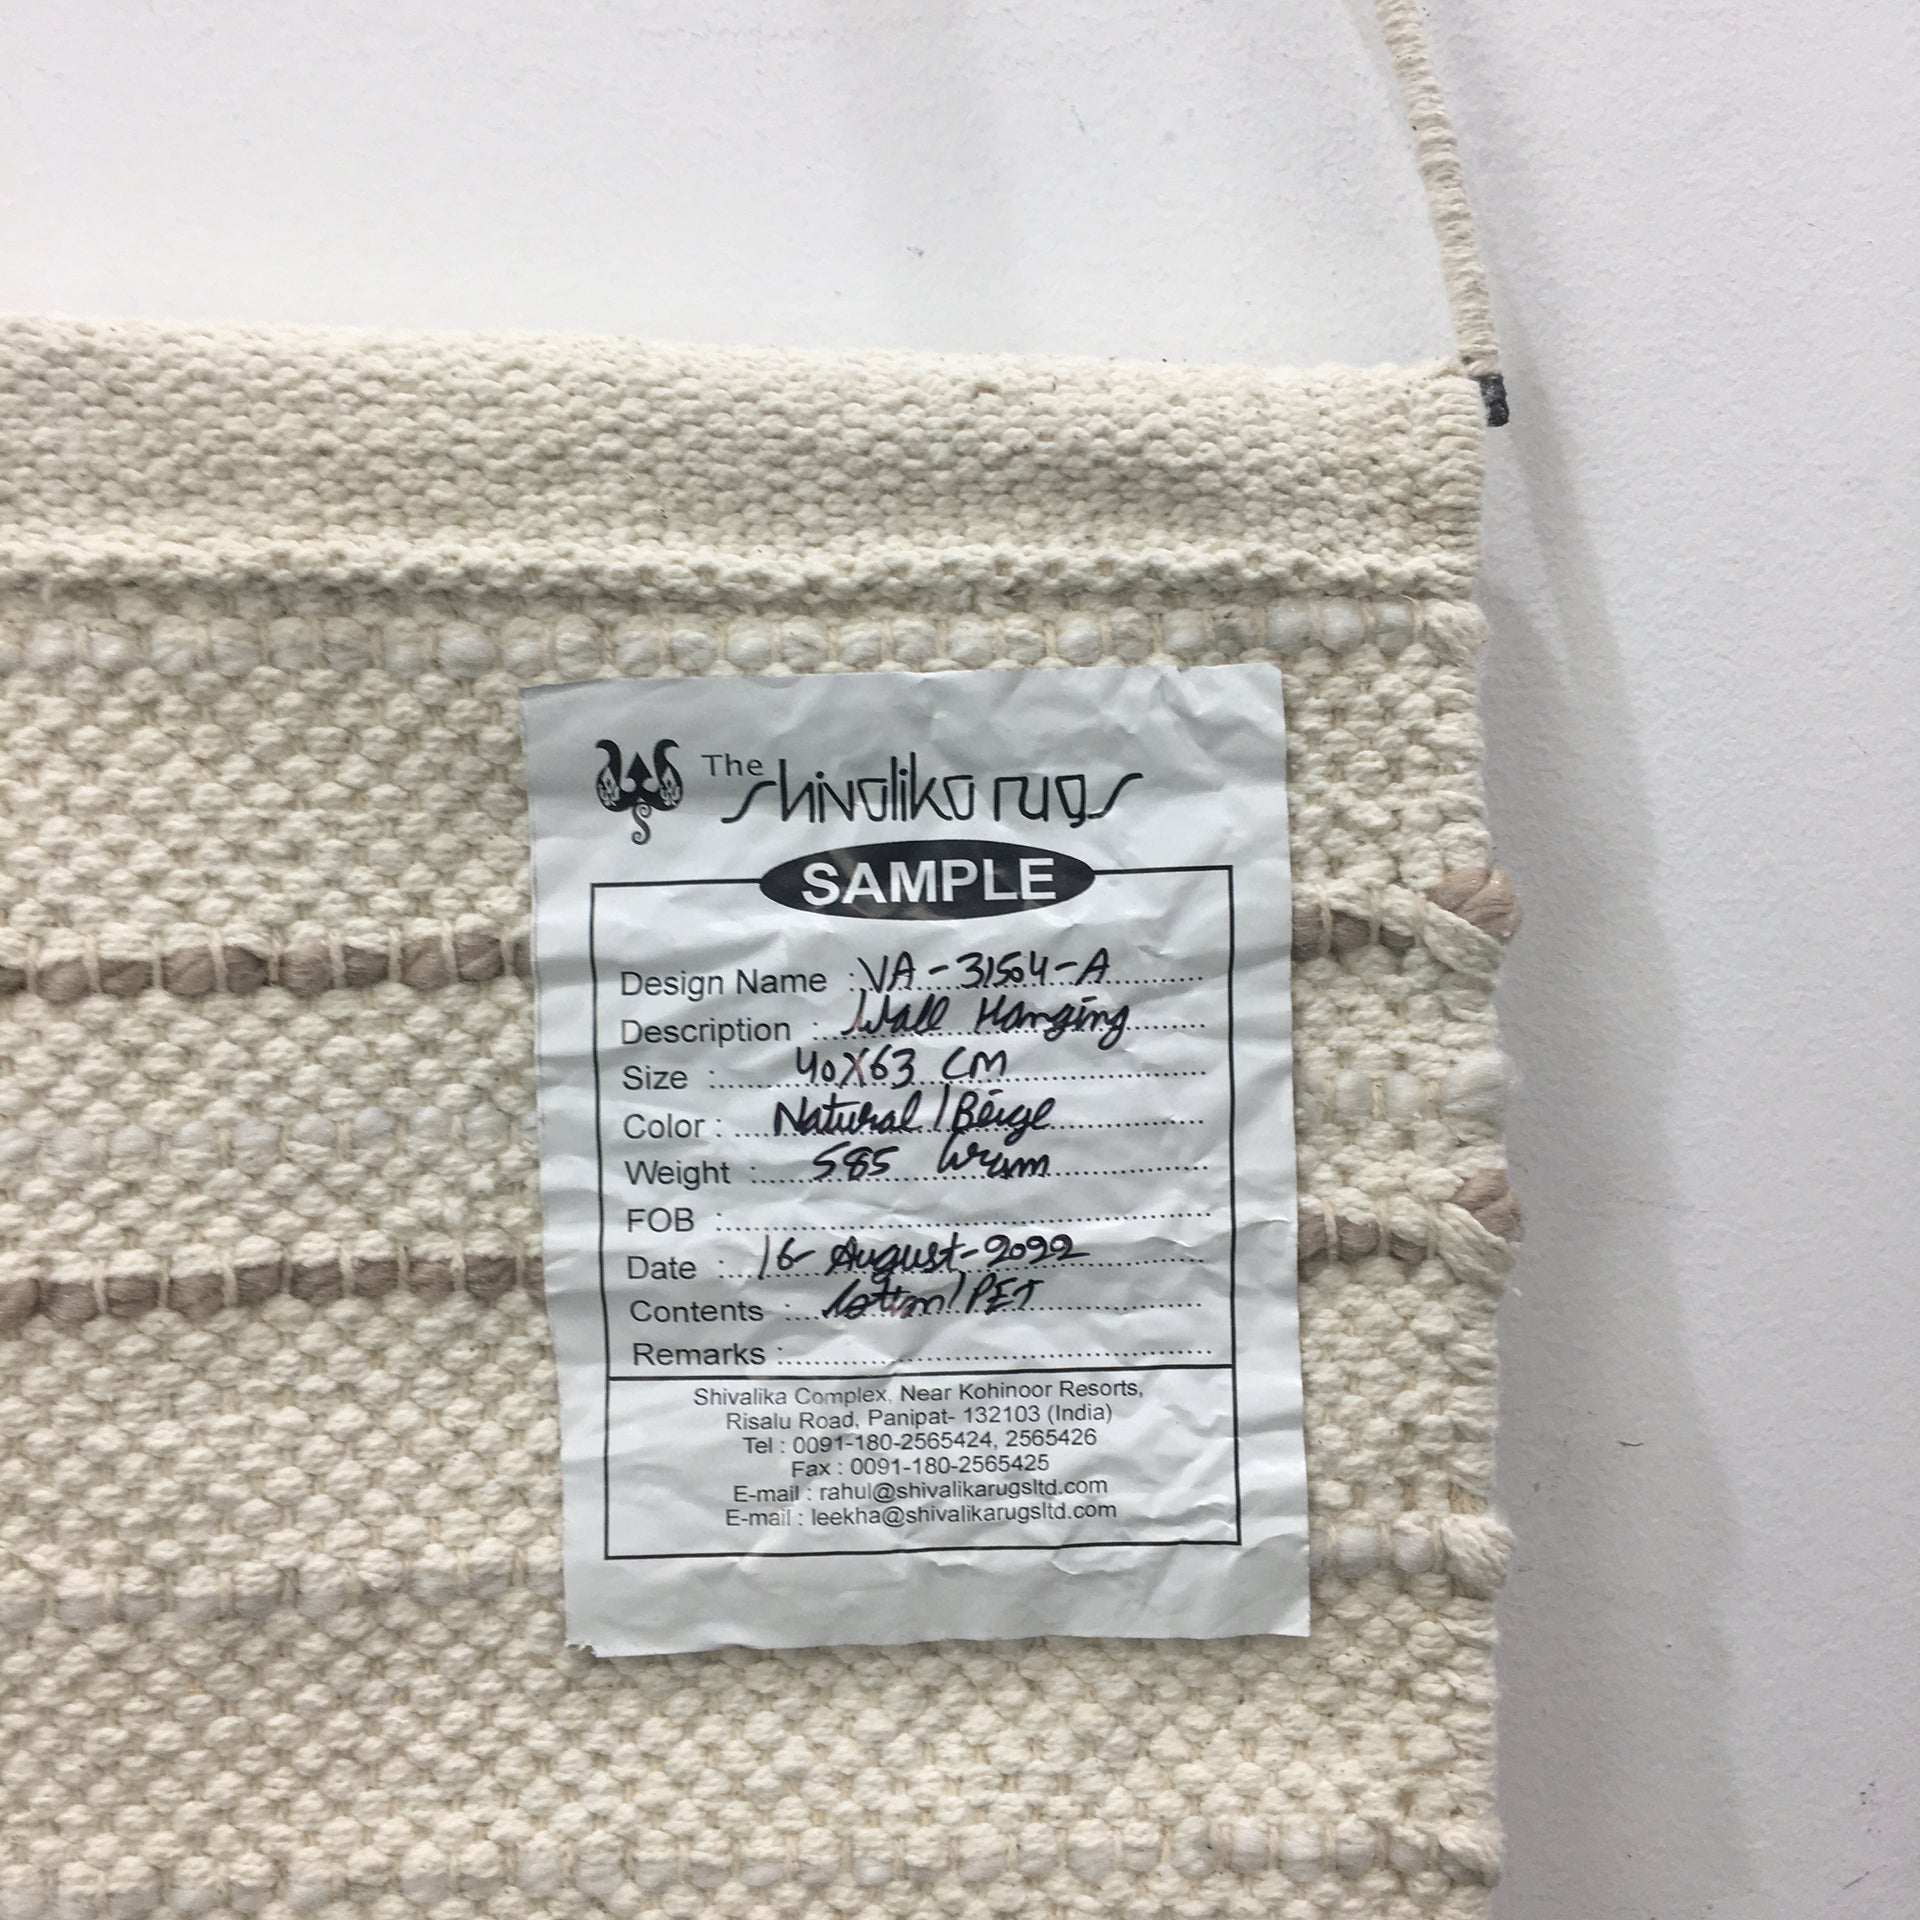 The Shivalika rugs
SAMPLE
Design Name : VA-31504-A
Description : Wall Hanging
Size : 40X63 CM
Color : Natural/Beige
Weight : 585 Gram
FOB :
Date : 16-August-2022
Contents : Cotton/PET
Remarks :
Shivalika Complex, Near Kohinoor Resorts,
Risalu Road, Panipat- 132103 (India)
Tel : 0091-180-2565424, 2565426
Fax : 0091-180-2565425
E-mail : rahul@shivalikarugsltd.com
E-mail : leekha@shivalikarugsltd.com